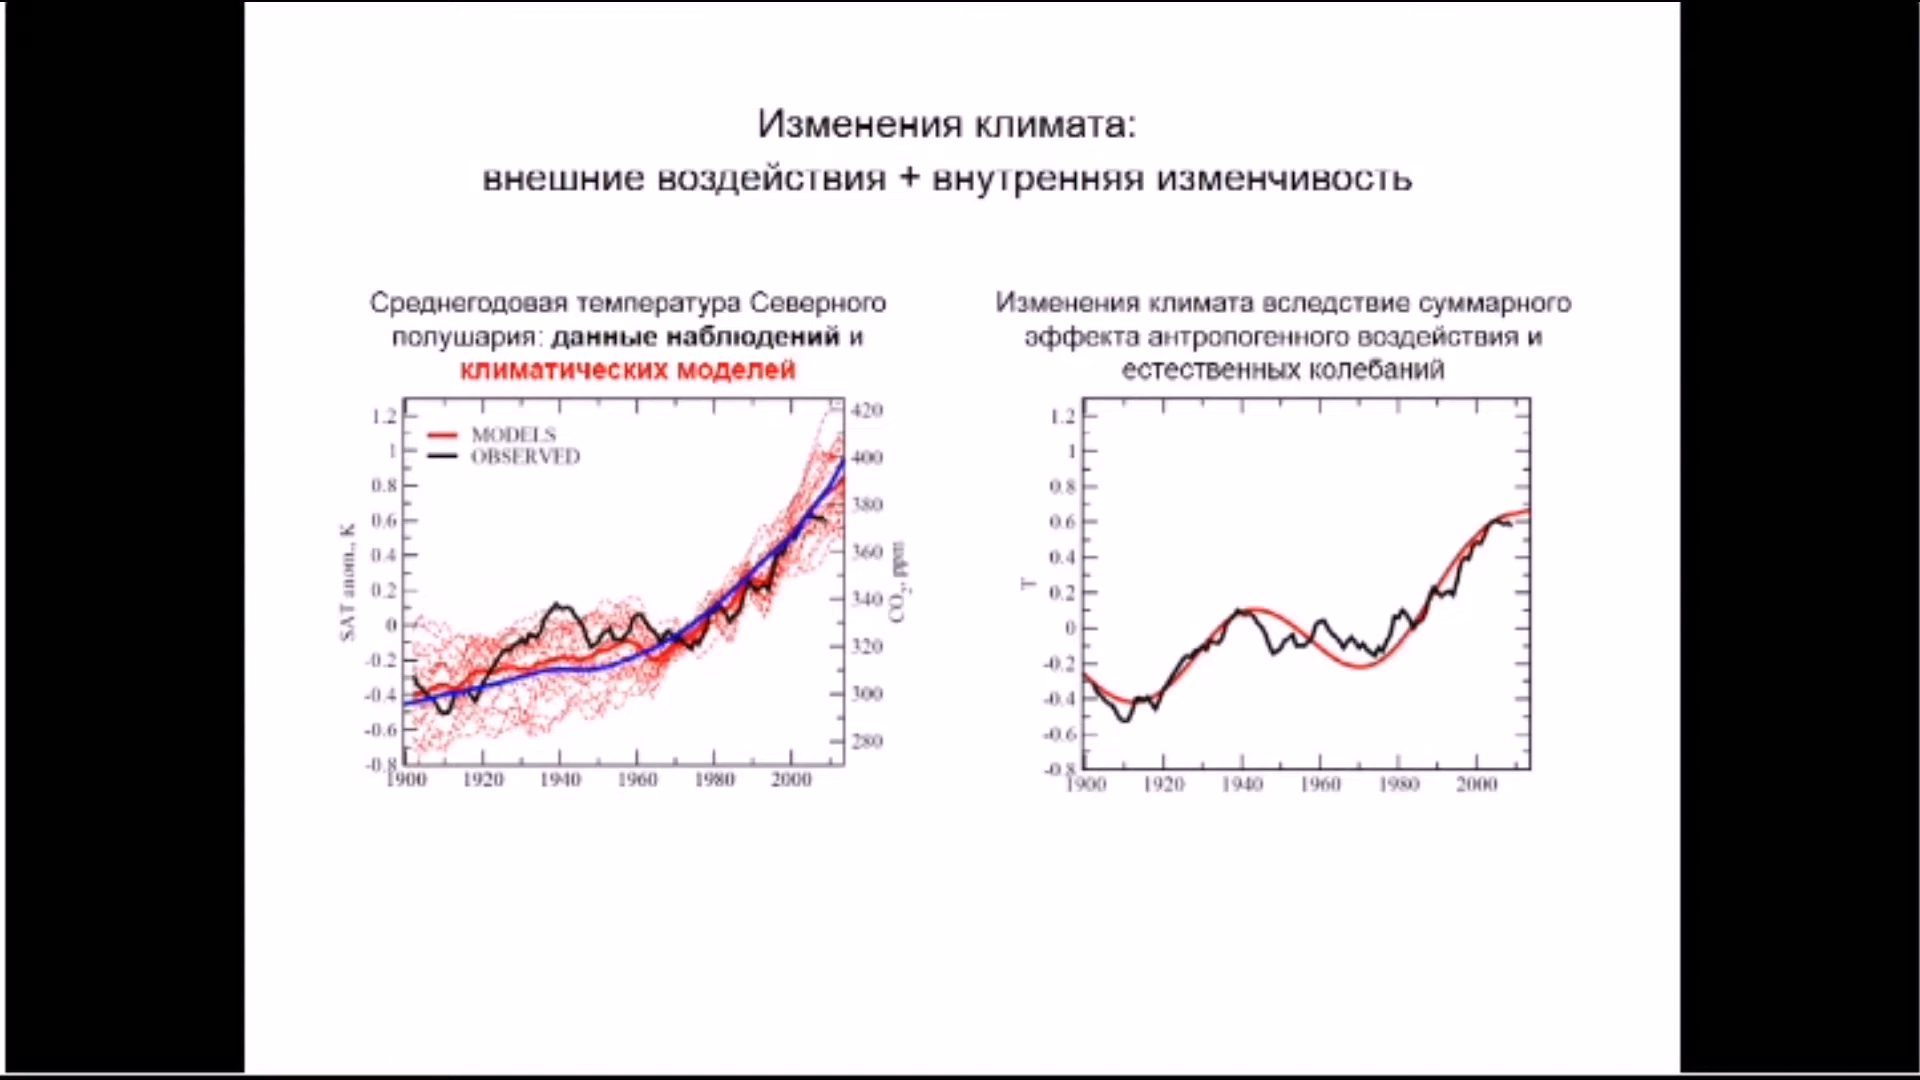 Изменения климата:
внешние воздействия + внутренняя изменчивость
Среднегодовая температура Северного
полушария: данные наблюдений и
климатических моделей
MODELS
OBSERVED
SAT anom., K
1.2
1
0.8
0.6
0.4
0.2
0
-0.2
-0.4
-0.6
-0.8
1900 1920 1940 1960 1980 2000
420
400
380
360
340
320
300
280
CO2, ppm
Изменения климата вследствие суммарного
эффекта антропогенного воздействия и
естественных колебаний
T
1.2
1
0.8
0.6
0.4
0.2
0
-0.2
-0.4
-0.6
-0.8
1900 1920 1940 1960 1980 2000